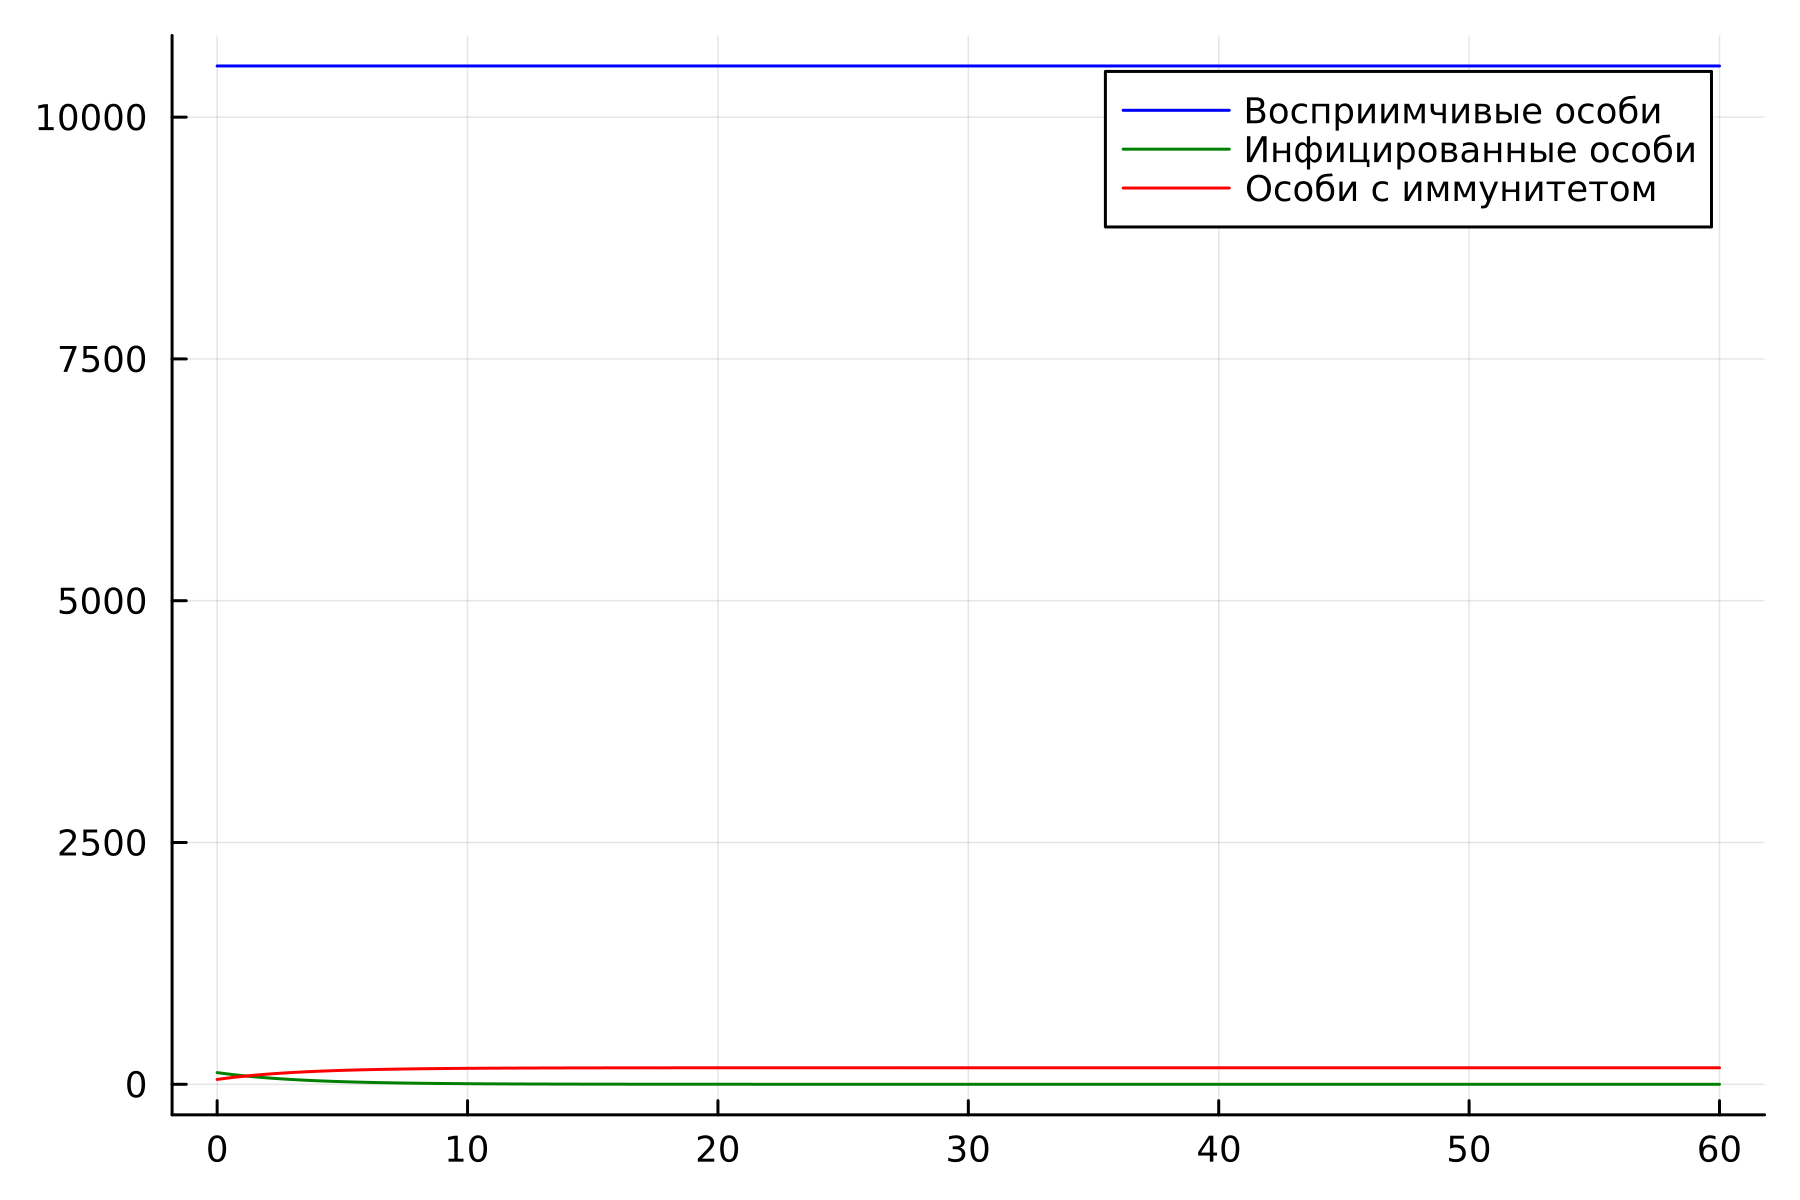 10000
7500
5000
2500
0
Восприимчивые особи
Инфицированные особи
Особи с иммунитетом
0 10 20 30 40 50 60